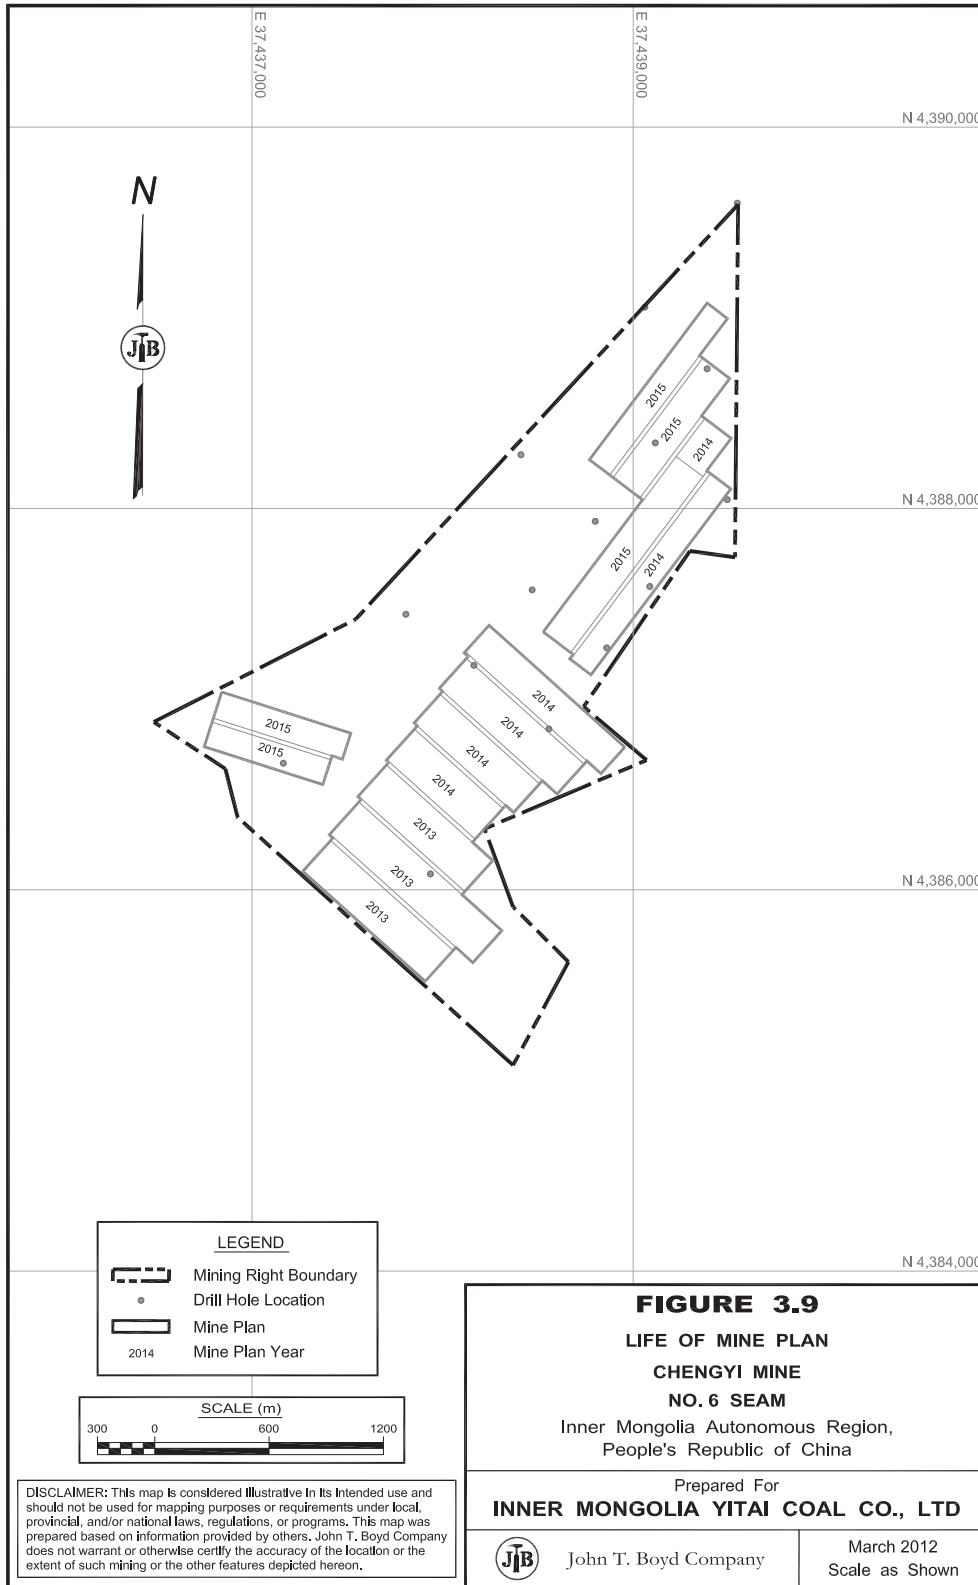 E 37,437,000
E 37,439,000
N 4,390,000
N
JTB
2015
2015
2014
N 4,388,000
2015
2014
2014
2015
2015
2014
2014
2014
2013
2013
2013
N 4,386,000
N 4,384,000
LEGEND
Mining Right Boundary
Drill Hole Location
Mine Plan
2014 Mine Plan Year
SCALE (m)
300 0 600 1200
DISCLAIMER: This map is considered illustrative in its intended use and
should not be used for mapping purposes or requirements under local,
provincial, and/or national laws, regulations, or programs. This map was
prepared based on information provided by others. John T. Boyd Company
does not warrant or otherwise certify the accuracy of the location or the
extent of such mining or the other features depicted hereon.
FIGURE 3.9
LIFE OF MINE PLAN
CHENGYI MINE
NO. 6 SEAM
Inner Mongolia Autonomous Region,
People's Republic of China
Prepared For
INNER MONGOLIA YITAI COAL CO., LTD
JTB
John T. Boyd Company
March 2012
Scale as Shown